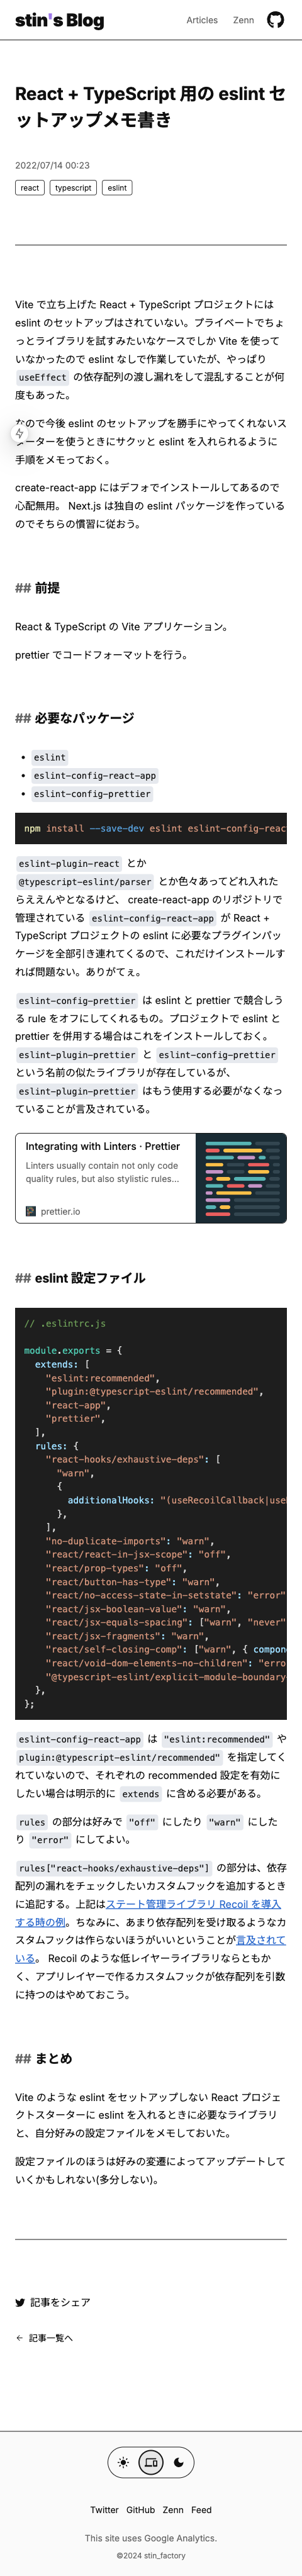 stin's Blog
Articles Zenn
React + TypeScript 用の eslint セ
ットアップメモ書き
2022/07/14 00:23
react typescript eslint
Vite で立ち上げた React + TypeScript プロジェクトには
eslint のセットアップはされていない。プライベートでちょ
っとライブラリを試すみたいなケースでしか Vite を使って
いなかったので eslint なしで作業していたが、やっぱり
useEffect の依存配列の渡し漏れをして混乱することが何
度もあった。
なので今後 eslint のセットアップを勝手にやってくれないス
ターターを使うときにサクッと eslint を入れられるように
手順をメモっておく。
create-react-app にはデフォでインストールしてあるので
心配無用。 Next.js は独自の eslint パッケージを作っている
のでそちらの慣習に従おう。
## 前提
React & TypeScript の Vite アプリケーション。
prettier でコードフォーマットを行う。
## 必要なパッケージ
• eslint
• eslint-config-react-app
• eslint-config-prettier
npm install --save-dev eslint eslint-config-reac
eslint-plugin-react とか
@typescript-eslint/parser とか色々あってどれ入れた
らええんやとなるけど、 create-react-app のリポジトリで
管理されている eslint-config-react-app が React +
TypeScript プロジェクトの eslint に必要なプラグインパッ
ケージを全部引き連れてくるので、これだけインストールす
れば問題ない。ありがてぇ。
eslint-config-prettier は eslint と prettier で競合しう
る rule をオフにしてくれるもの。プロジェクトで eslint と
prettier を併用する場合はこれをインストールしておく。
eslint-plugin-prettier と eslint-config-prettier
という名前の似たライブラリが存在しているが、
eslint-plugin-prettier はもう使用する必要がなくなっ
ていることが言及されている。
Integrating with Linters · Prettier
Linters usually contain not only code
quality rules, but also stylistic rules...
prettier.io
## eslint 設定ファイル
// .eslintrc.js
module.exports = {
extends: [
"eslint:recommended",
"plugin:@typescript-eslint/recommended",
"react-app",
"prettier",
],
rules: {
"react-hooks/exhaustive-deps": [
"warn",
{
additionalHooks: "(useRecoilCallback|use
},
],
"no-duplicate-imports": "warn",
"react/react-in-jsx-scope": "off",
"react/prop-types": "off",
"react/button-has-type": "warn",
"react/no-access-state-in-setstate": "error"
"react/jsx-boolean-value": "warn",
"react/jsx-equals-spacing": ["warn", "never"
"react/jsx-fragments": "warn",
"react/self-closing-comp": ["warn", { compon
"react/void-dom-elements-no-children": "erro
"@typescript-eslint/explicit-module-boundary
},
};
eslint-config-react-app は "eslint:recommended" や
plugin:@typescript-eslint/recommended" を指定してく
れていないので、それぞれの recommended 設定を有効に
したい場合は明示的に extends に含める必要がある。
rules の部分は好みで "off" にしたり "warn" にした
り "error" にしてよい。
rules["react-hooks/exhaustive-deps"] の部分は、依存
配列の漏れをチェックしたいカスタムフックを追加するとき
に追記する。上記はステート管理ライブラリ Recoil を導入
する時の例。ちなみに、あまり依存配列を受け取るようなカ
スタムフックは作らないほうがいいということが言及されて
いる。 Recoil のような低レイヤーライブラリならともか
く、アプリレイヤーで作るカスタムフックが依存配列を引数
に持つのはやめておこう。
## まとめ
Vite のような eslint をセットアップしない React プロジェ
クトスターターに eslint を入れるときに必要なライブラリ
と、自分好みの設定ファイルをメモしておいた。
設定ファイルのほうは好みの変遷によってアップデートして
いくかもしれない(多分しない)。
記事をシェア
← 記事一覧へ
Twitter GitHub Zenn Feed
This site uses Google Analytics.
©2024 stin_factory